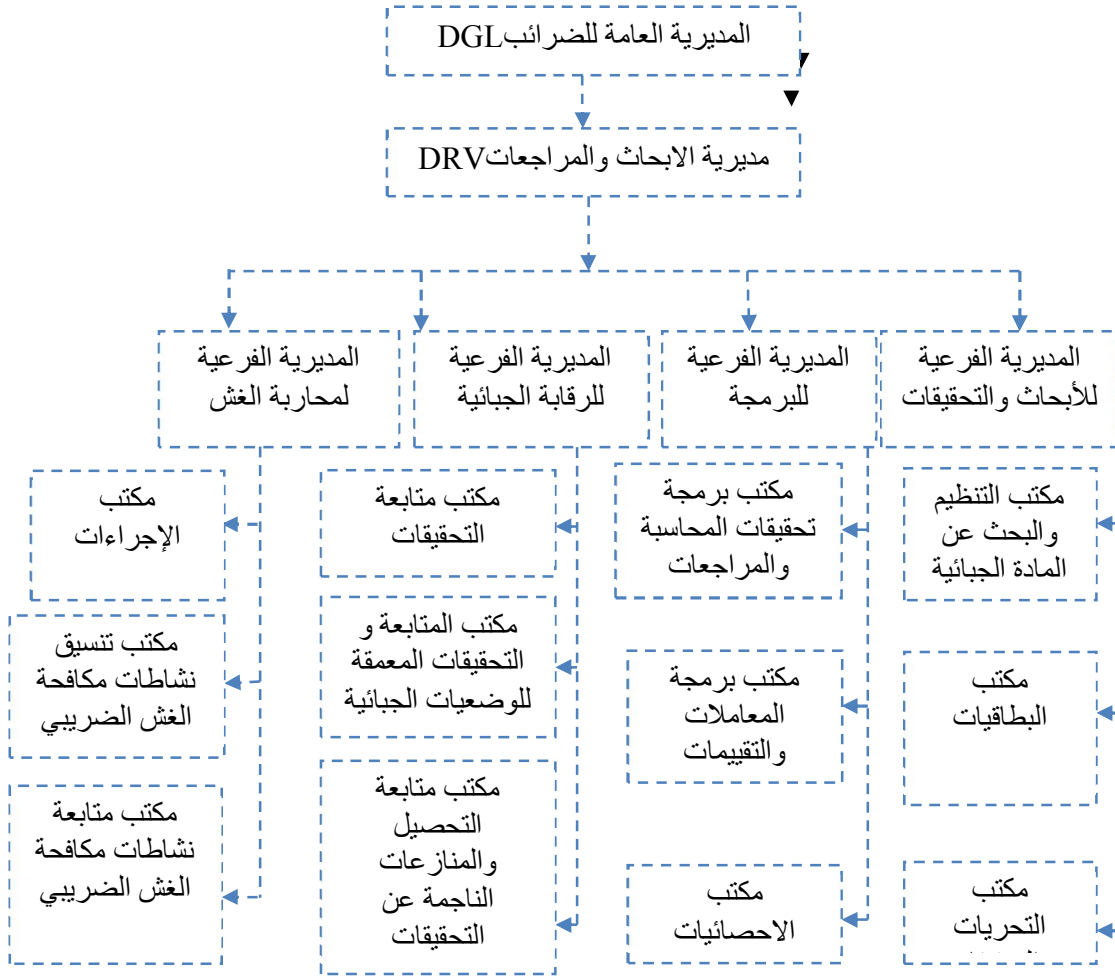 المديرية العامة للضرائبDGL
مديرية الابحاث والمراجعاتDRV
المديرية الفرعية
للأبحاث والتحقيقات
المديرية الفرعية
للبرمجة
المديرية الفرعية
للرقابة الجبائية
المديرية الفرعية
لمحاربة الغش
مكتب التنظيم
والبحث عن
المادة الجبائية
مكتب
البطاقيات
مكتب
التحريات
مكتب برمجة
تحقيقات المحاسبة
والمراجعات
مكتب برمجة
المعاملات
والتقييمات
مكتب
الاحصائيات
مكتب متابعة
التحقيقات
مكتب المتابعة و
التحقيقات المعمقة
للوضعيات الجبائية
مكتب متابعة
التحصيل
والمنازعات
الناجمة عن
التحقيقات
مكتب
الإجراءات
مكتب تنسيق
نشاطات مكافحة
الغش الضريبي
مكتب متابعة
نشاطات مكافحة
الغش الضريبي